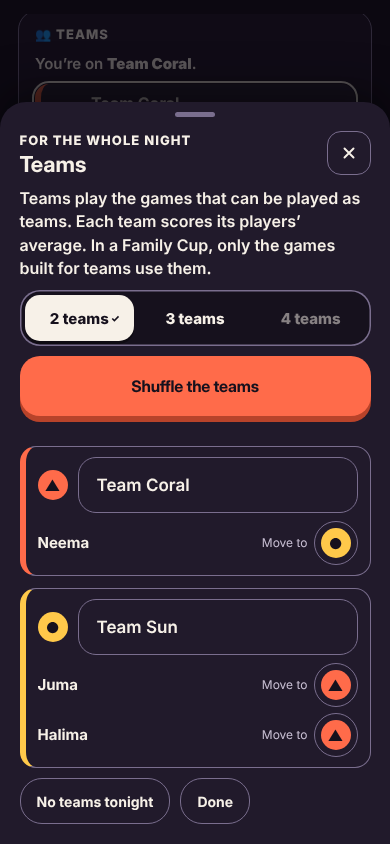 TEAMS
You're on Team Coral.
Team Coral
FOR THE WHOLE NIGHT
Teams
Teams play the games that can be played as
teams. Each team scores its players'
average. In a Family Cup, only the games
built for teams use them.
2 teams
3 teams
4 teams
Shuffle the teams
Team Coral
Neema
Move to
Team Sun
Juma
Move to
Halima
Move to
No teams tonight
Done